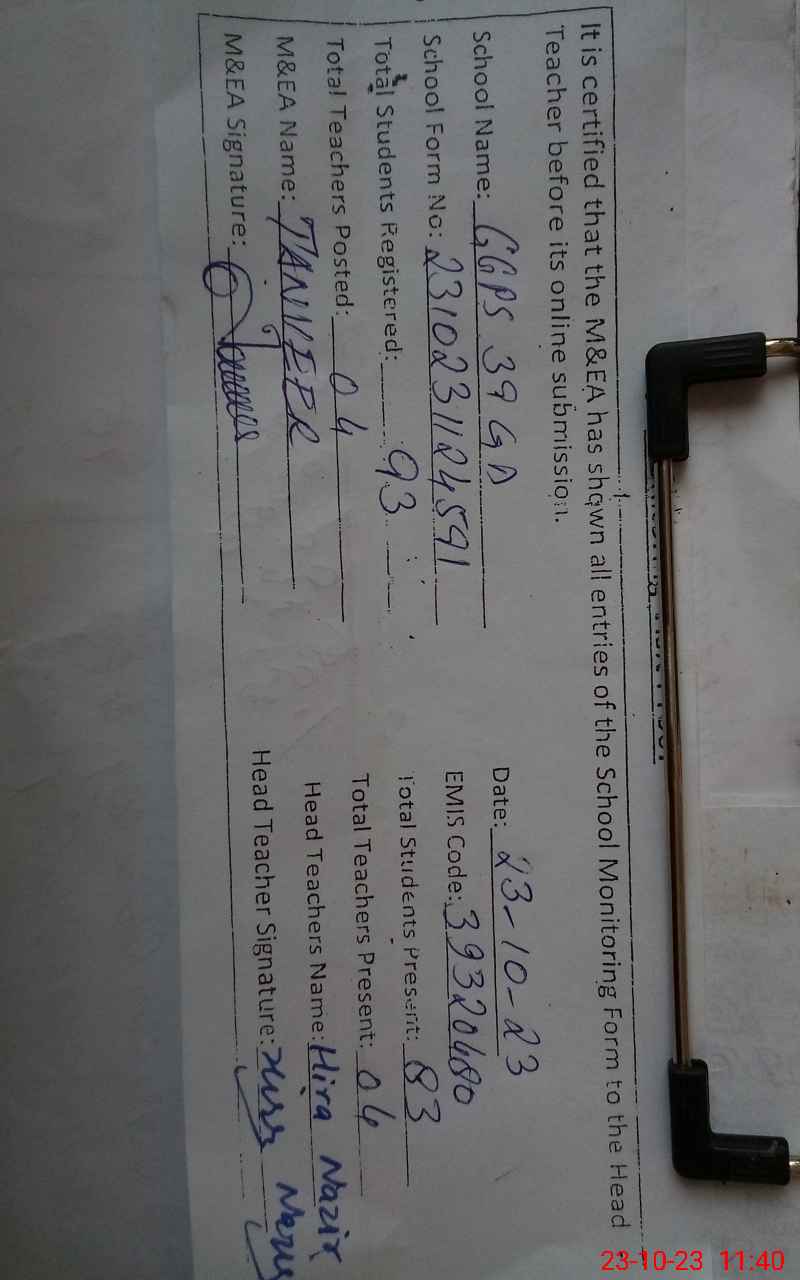 It is certified that the M&EA has shown all entries of the School Monitoring Form to the Head
Teacher before its online submission.
School Name: GGPS 39 GD Date: 23-10-23
School Form No: 2310231124591 EMIS Code: 39320480
Total Students Registered: 93 Total Students Present: 83
Total Teachers Posted: 04 Total Teachers Present: 04
M&EA Name: TANVEER Head Teachers Name: Hira Nazir
M&EA Signature: Head Teacher Signature:
23-10-23 11:40